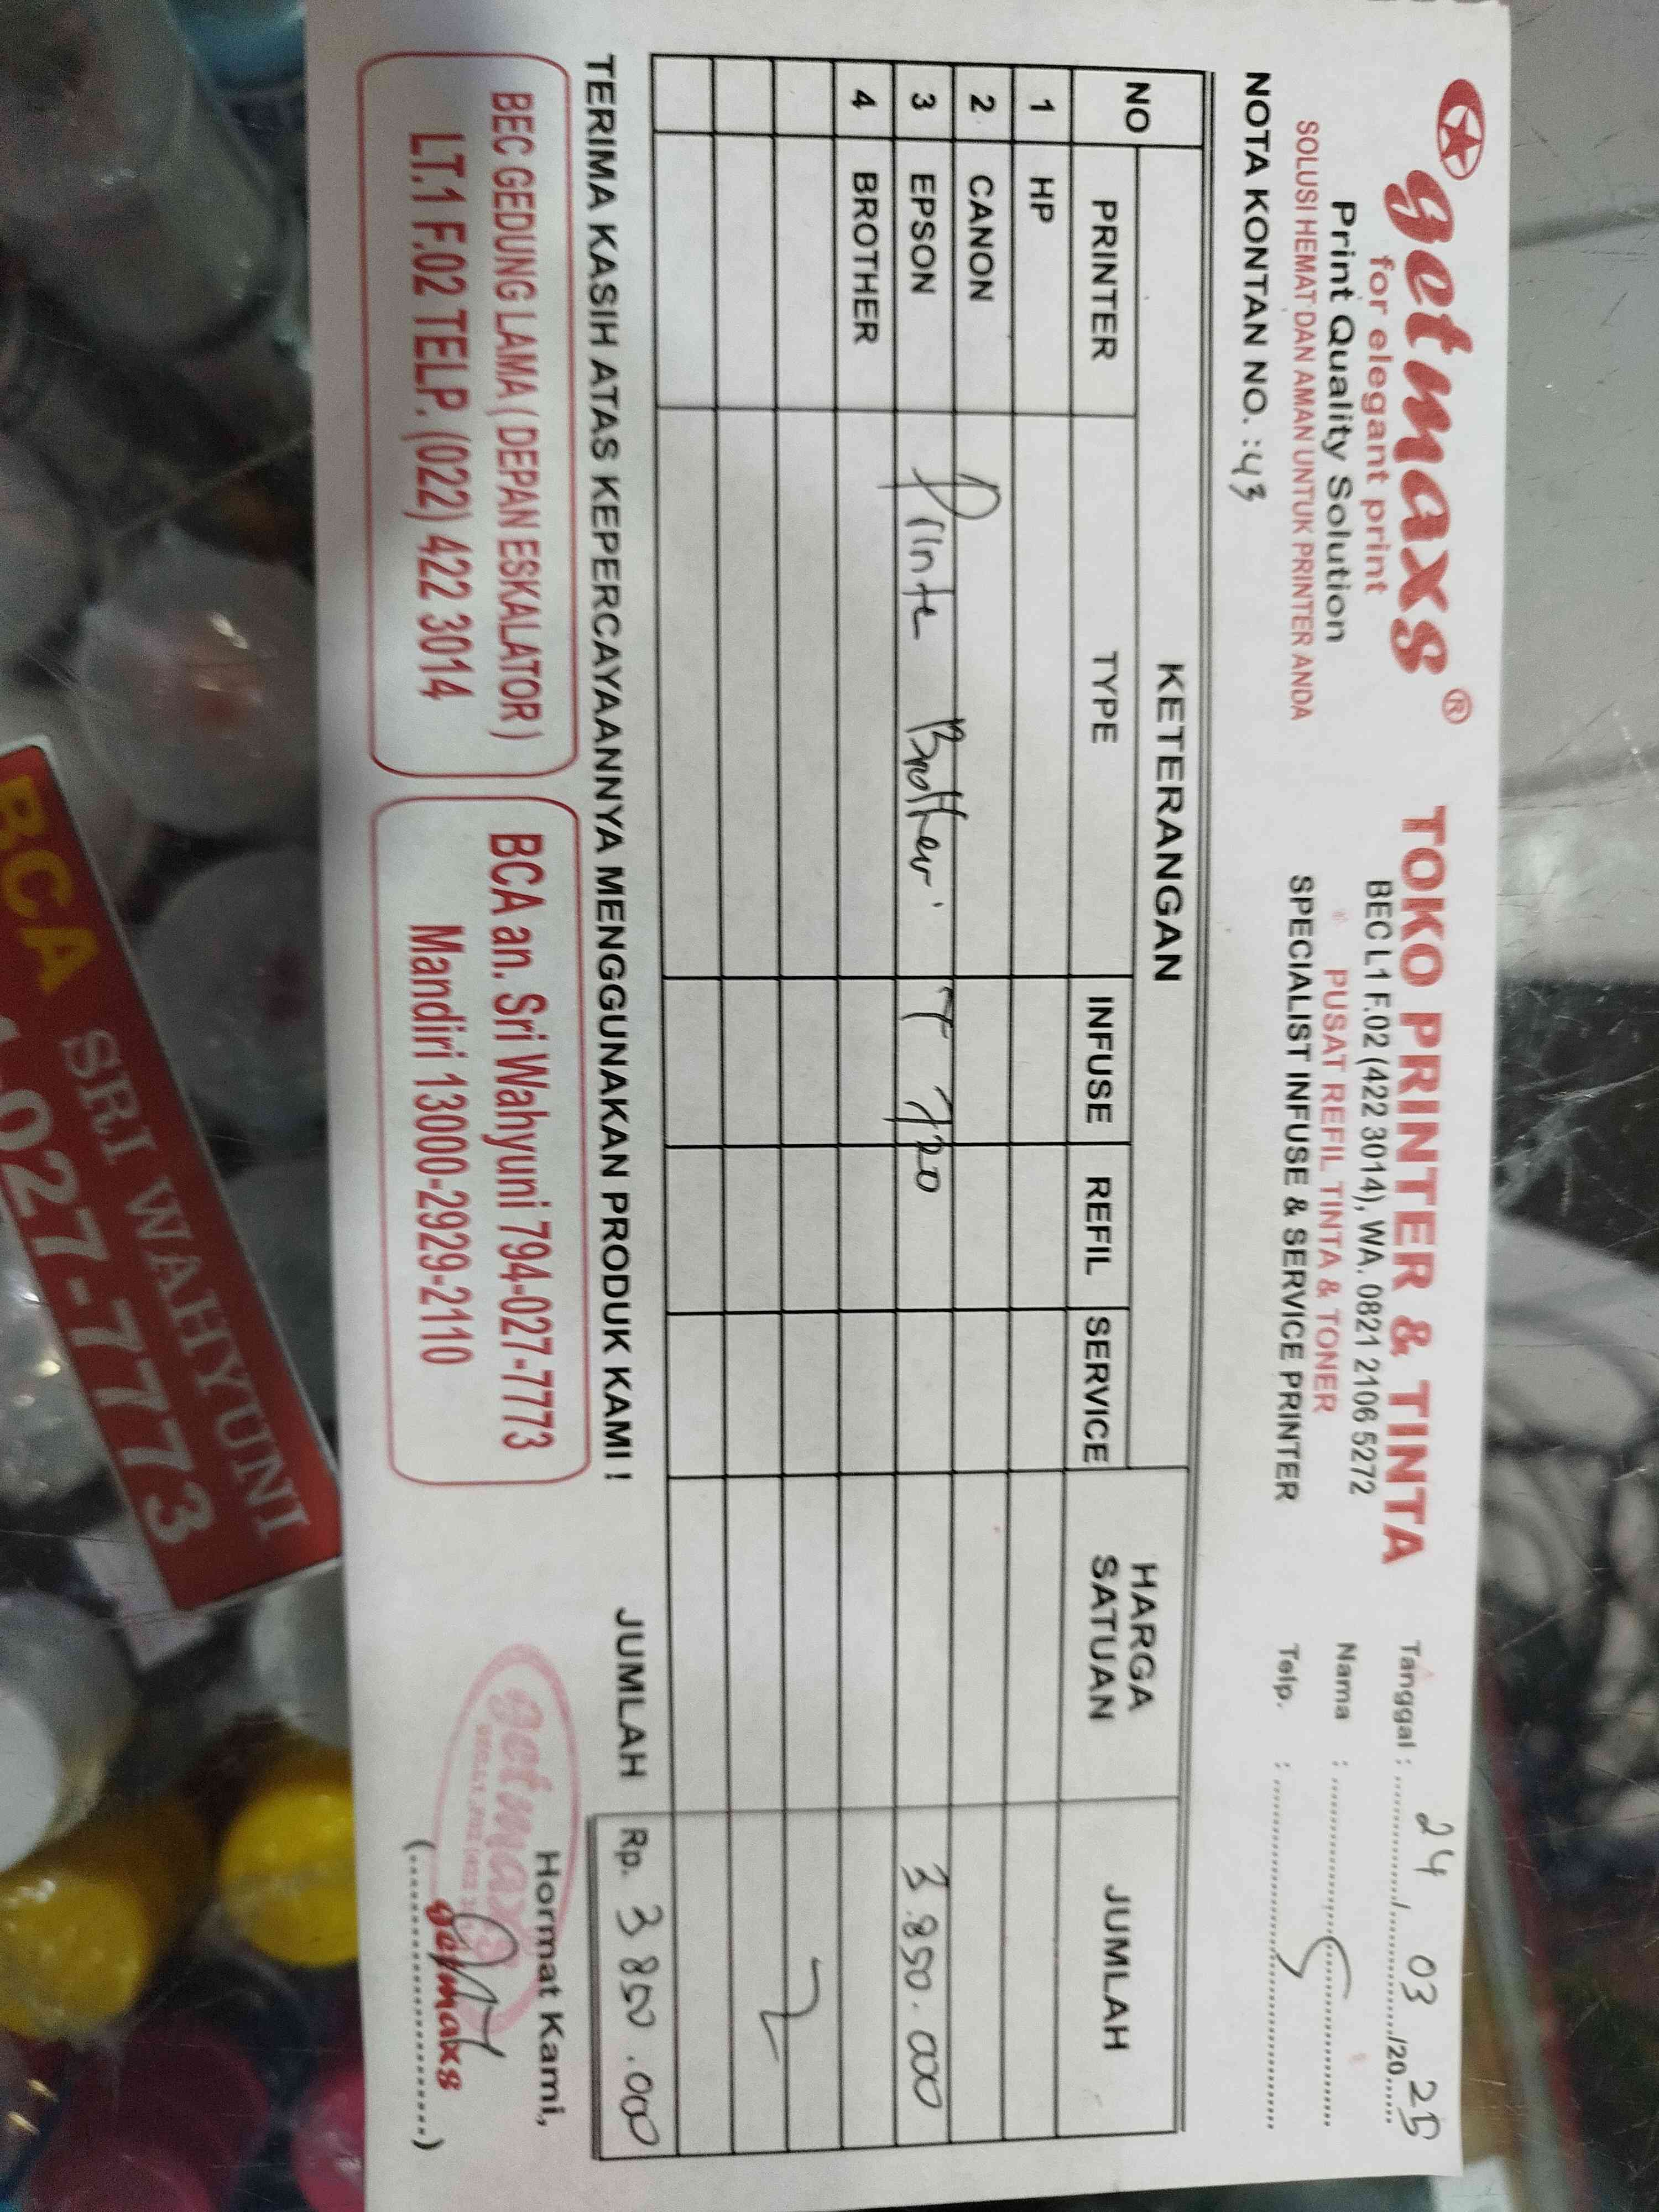 getmaxs ®
for elegant print
Print Quality Solution
SOLUSI HEMAT DAN AMAN UNTUK PRINTER ANDA
NOTA KONTAN NO. : 43
TOKO PRINTER & TINTA
BEC L1 F.02 (422 3014), WA. 0821 2106 5272
PUSAT REFIL TINTA & TONER
SPECIALIST INFUSE & SERVICE PRINTER
Tanggal : 24 / 03 /20 25
Nama :
Telp. :
NO KETERANGAN HARGA SATUAN JUMLAH
PRINTER TYPE INFUSE REFIL SERVICE
1 HP
2 CANON
3 EPSON Printe Brother T 720 3.850.000
4 BROTHER
TERIMA KASIH ATAS KEPERCAYAANNYA MENGGUNAKAN PRODUK KAMI !
JUMLAH Rp. 3 850.000
BEC GEDUNG LAMA ( DEPAN ESKALATOR )
LT.1 F.02 TELP. (022) 422 3014
BCA an. Sri Wahyuni 794-027-7773
Mandiri 13000-2929-2110
Hormat Kami,
getmaxs
getmaxs
BCA SRI WAHYUNI
-027-7773